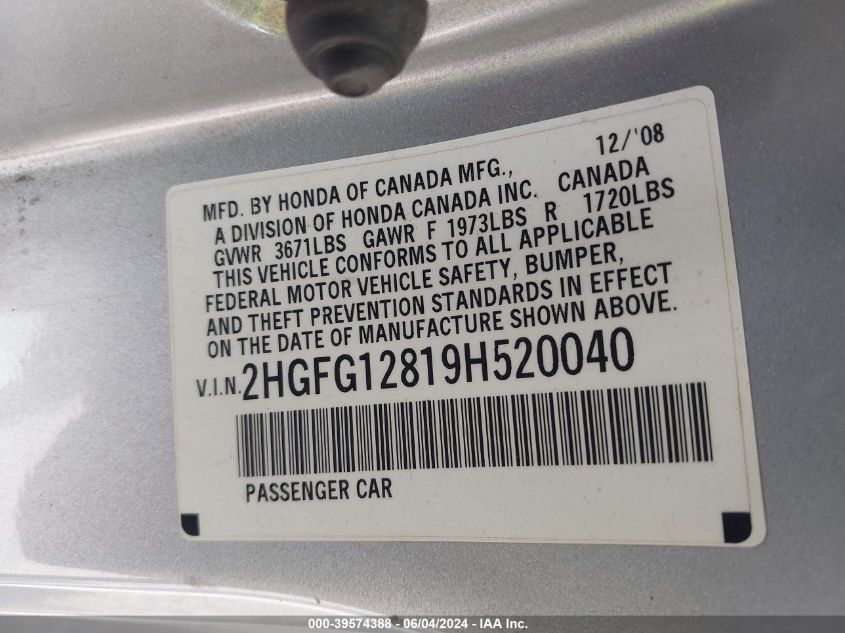 12/'08
MFD. BY HONDA OF CANADA MFG.,
A DIVISION OF HONDA CANADA INC. CANADA
GVWR 3671LBS GAWR F 1973LBS R 1720LBS
THIS VEHICLE CONFORMS TO ALL APPLICABLE
FEDERAL MOTOR VEHICLE SAFETY, BUMPER,
AND THEFT PREVENTION STANDARDS IN EFFECT
ON THE DATE OF MANUFACTURE SHOWN ABOVE.
V.I.N. 2HGFG12819H520040
PASSENGER CAR
000-39574388 - 06/04/2024 - IAA Inc.